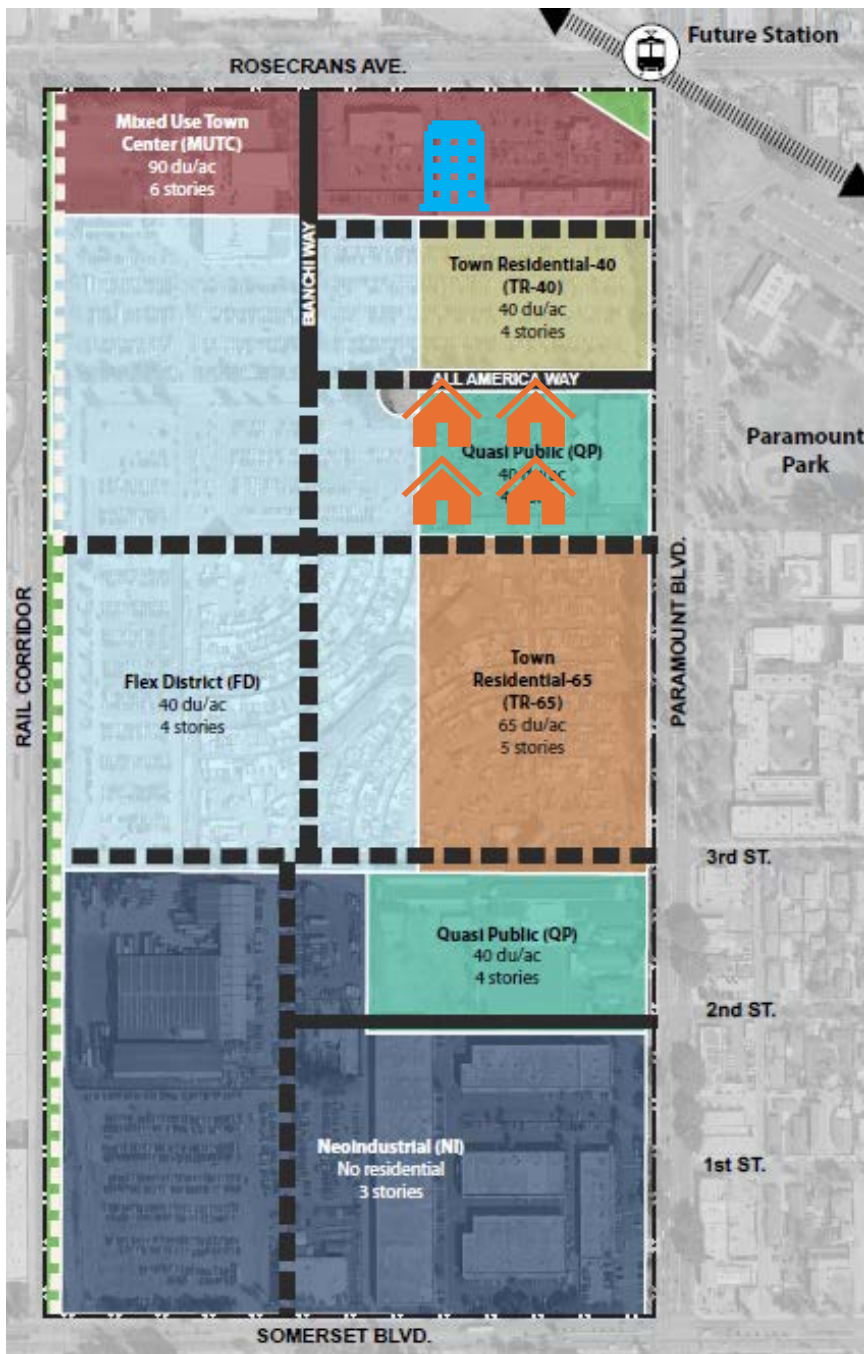 Future Station
ROSECRANS AVE.
Mixed Use Town
Center (MUTC)
90 du/ac
6 stories
BIANCHI WAY
Town Residential-40
(TR-40)
40 du/ac
4 stories
ALL AMERICA WAY
Quasi Public (QP)
40 du/ac
Paramount
Park
RAIL CORRIDOR
PARAMOUNT BLVD.
Flex District (FD)
40 du/ac
4 stories
Town
Residential-65
(TR-65)
65 du/ac
5 stories
3rd ST.
Quasi Public (QP)
40 du/ac
4 stories
2nd ST.
Neoindustrial (NI)
No residential
3 stories
1st ST.
SOMERSET BLVD.